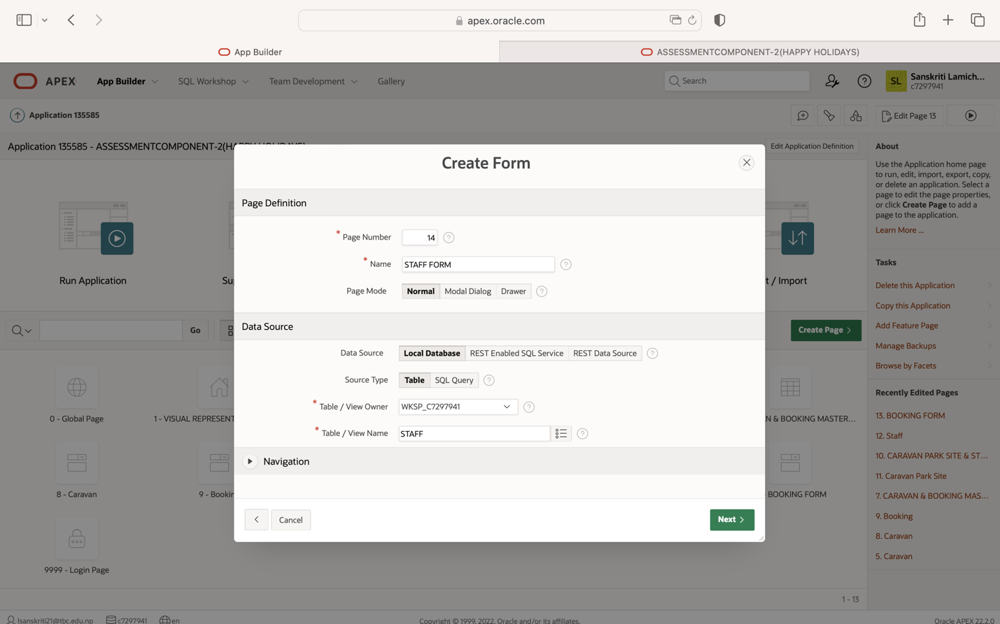 apex.oracle.com
App Builder
ASSESSMENTCOMPONENT-2(HAPPY HOLIDAYS)
APEX
App Builder
SQL Workshop
Team Development
Gallery
Search
SL
Sanskriti Lamich...
c7297941
Application 135585
Edit Page 13
Application 135585 - ASSESSMENTCOMPONENT-2(HAPPY HOLIDAYS)
Edit Application Definition
Run Application
t / Import
Go
Create Page
0 - Global Page
1 - VISUAL REPRESENT
N & BOOKING MASTER...
8 - Caravan
9 - Bookin
BOOKING FORM
9999 - Login Page
1 - 13
Create Form
Page Definition
* Page Number
14
* Name
STAFF FORM
Page Mode
Normal
Modal Dialog
Drawer
Data Source
Data Source
Local Database
REST Enabled SQL Service
REST Data Source
Source Type
Table
SQL Query
* Table / View Owner
WKSP_C7297941
* Table / View Name
STAFF
Navigation
Cancel
Next
About
Use the Application home page
to run, edit, import, export, copy,
or delete an application. Select a
page to edit the page properties,
or click Create Page to add a
page to the application.
Learn More ...
Tasks
Delete this Application
Copy this Application
Add Feature Page
Manage Backups
Browse by Facets
Recently Edited Pages
13. BOOKING FORM
12. Staff
10. CARAVAN PARK SITE & ST...
11. Caravan Park Site
7. CARAVAN & BOOKING MAS...
9. Booking
8. Caravan
5. Caravan
lsanskriti21@tbc.edu.np
c7297941
en
Copyright © 1999, 2022, Oracle and/or its affiliates.
Oracle APEX 22.2.0